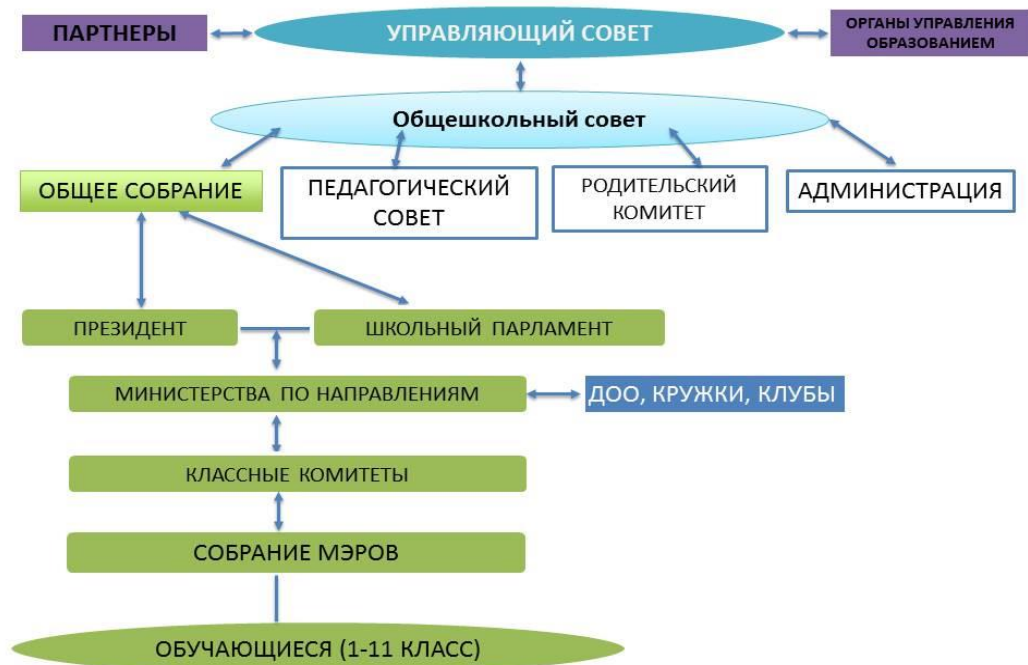 ПАРТНЕРЫ
УПРАВЛЯЮЩИЙ СОВЕТ
ОРГАНЫ УПРАВЛЕНИЯ
ОБРАЗОВАНИЕМ
Общешкольный совет
ОБЩЕЕ СОБРАНИЕ
ПЕДАГОГИЧЕСКИЙ
СОВЕТ
РОДИТЕЛЬСКИЙ
КОМИТЕТ
АДМИНИСТРАЦИЯ
ПРЕЗИДЕНТ
ШКОЛЬНЫЙ ПАРЛАМЕНТ
МИНИСТЕРСТВА ПО НАПРАВЛЕНИЯМ
ДОО, КРУЖКИ, КЛУБЫ
КЛАССНЫЕ КОМИТЕТЫ
СОБРАНИЕ МЭРОВ
ОБУЧАЮЩИЕСЯ (1-11 КЛАСС)